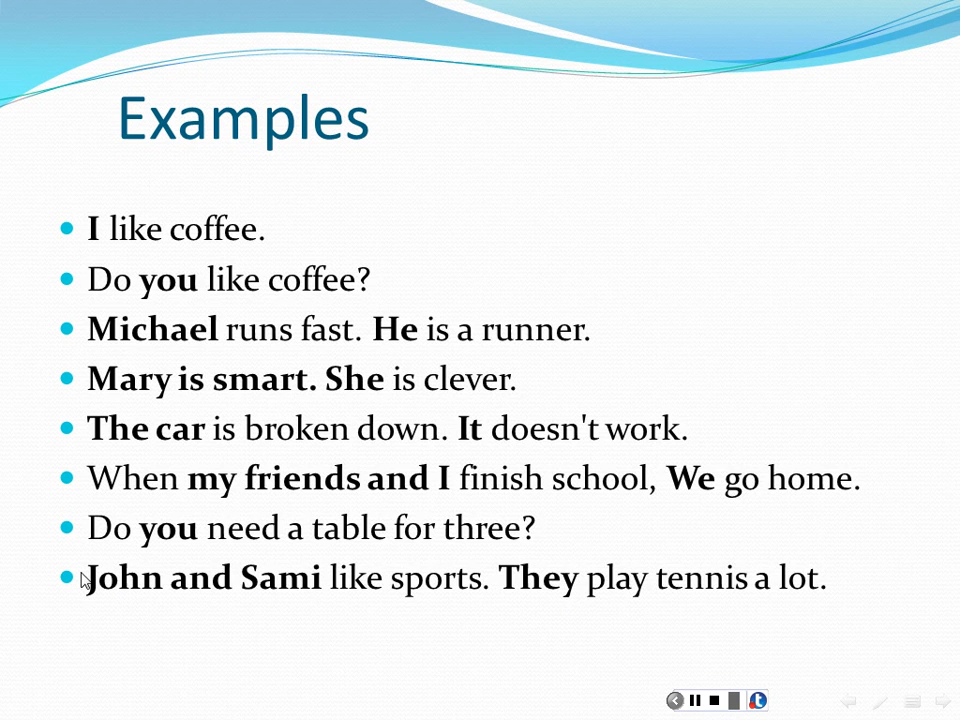 Examples
I like coffee.
Do you like coffee?
Michael runs fast. He is a runner.
Mary is smart. She is clever.
The car is broken down. It doesn't work.
When my friends and I finish school, We go home.
Do you need a table for three?
John and Sami like sports. They play tennis a lot.